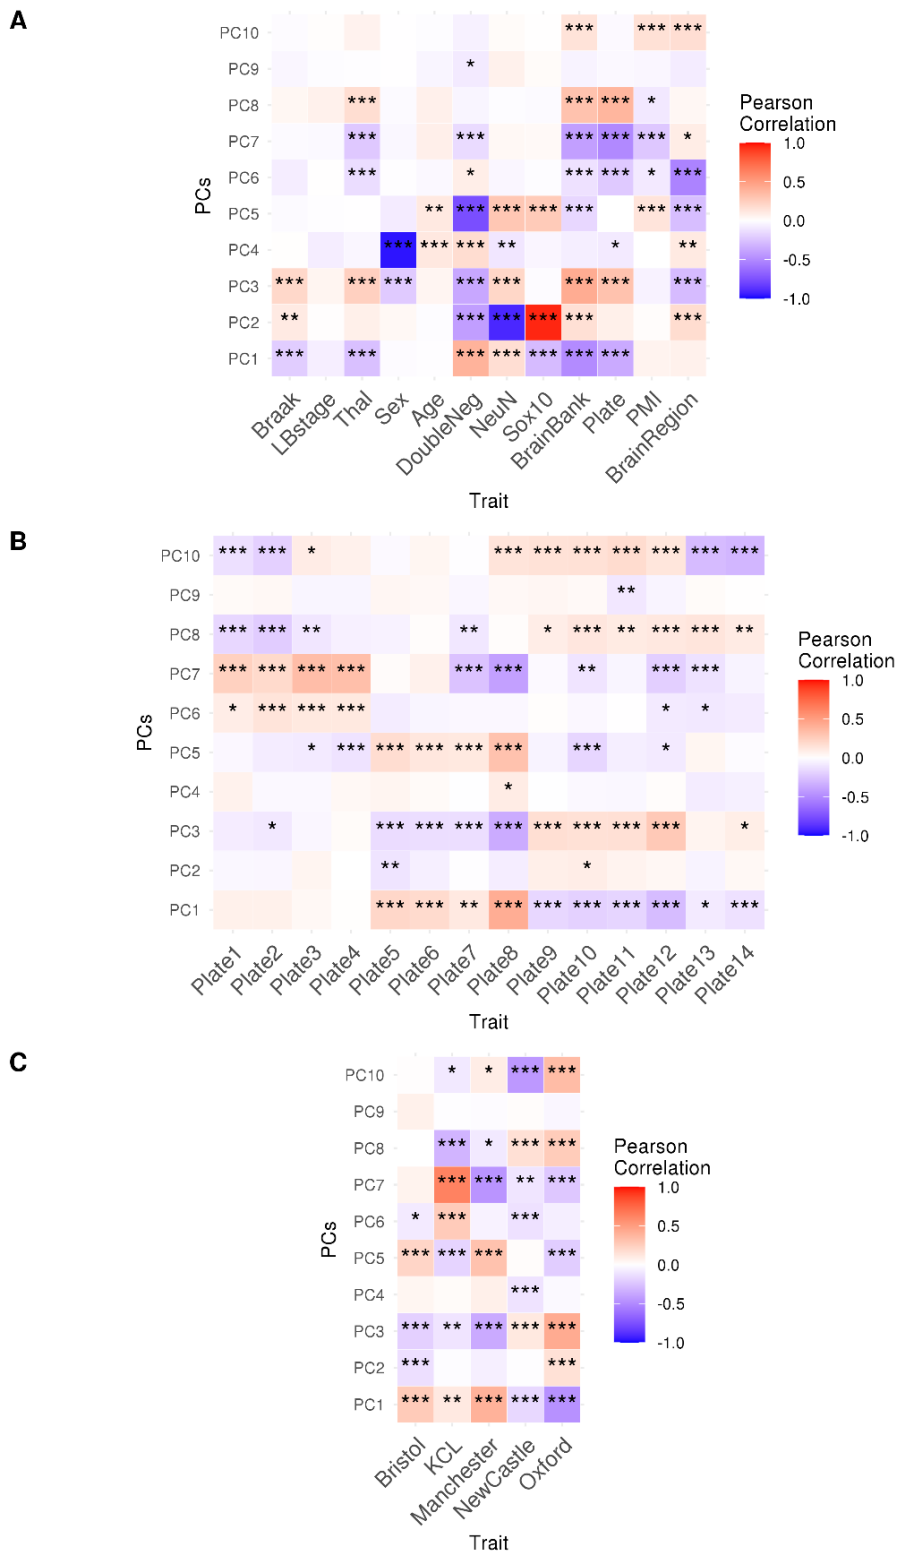 A
PC10 *** *** ***
PC9 *
PC8 *** *** *** *
PC7 *** *** *** *** *** *
PC6 *** * *** *** * ***
PC5 ** *** *** *** *** *** ***
PC4 *** *** *** ** * **
PC3 *** *** *** *** *** *** *** ***
PC2 ** *** *** *** *** ***
PC1 *** *** *** *** *** *** ***
PCs
Braak LBstage Thal Sex Age DoubleNeg NeuN Sox10 BrainBank Plate PMI BrainRegion
Trait
Pearson
Correlation
1.0
0.5
0.0
-0.5
-1.0
B
PC10 *** *** * *** *** *** *** *** *** ***
PC9 **
PC8 *** *** ** ** * *** ** *** *** **
PC7 *** *** *** *** *** *** ** *** ***
PC6 * *** *** *** * *
PC5 * *** *** *** *** *** *** *
PC4 *
PC3 * *** *** *** *** *** *** *** *** *
PC2 ** *
PC1 *** *** ** *** *** *** *** *** * ***
PCs
Plate1 Plate2 Plate3 Plate4 Plate5 Plate6 Plate7 Plate8 Plate9 Plate10 Plate11 Plate12 Plate13 Plate14
Trait
Pearson
Correlation
1.0
0.5
0.0
-0.5
-1.0
C
PC10 * * *** ***
PC9
PC8 *** * *** ***
PC7 *** *** ** ***
PC6 * *** ***
PC5 *** *** *** ***
PC4 ***
PC3 *** ** *** *** ***
PC2 *** ***
PC1 *** ** *** *** ***
PCs
Bristol KCL Manchester NewCastle Oxford
Trait
Pearson
Correlation
1.0
0.5
0.0
-0.5
-1.0